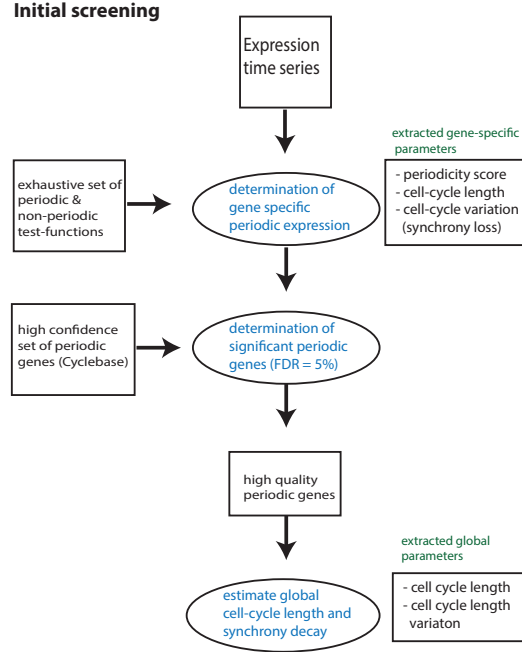 Initial screening
Expression
time series
extracted gene-specific
parameters
exhaustive set of
periodic &
non-periodic
test-functions
determination of
gene specific
periodic expression
- periodicity score
- cell-cycle length
- cell-cycle variation
(synchrony loss)
high confidence
set of periodic
genes (Cyclebase)
determination of
significant periodic
genes (FDR = 5%)
high quality
periodic genes
extracted global
parameters
estimate global
cell-cycle length and
synchrony decay
- cell cycle length
- cell cycle length
variaton